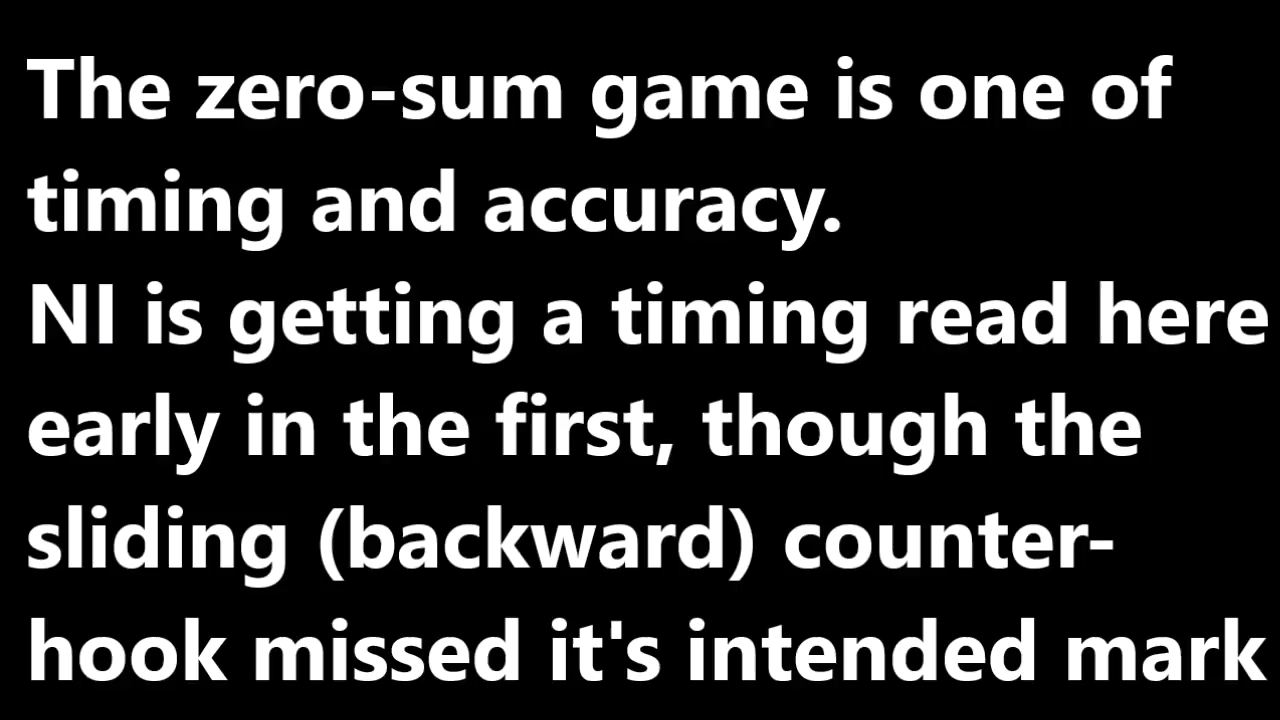 The zero-sum game is one of
timing and accuracy.
NI is getting a timing read here
early in the first, though the
sliding (backward) counter-
hook missed it's intended mark